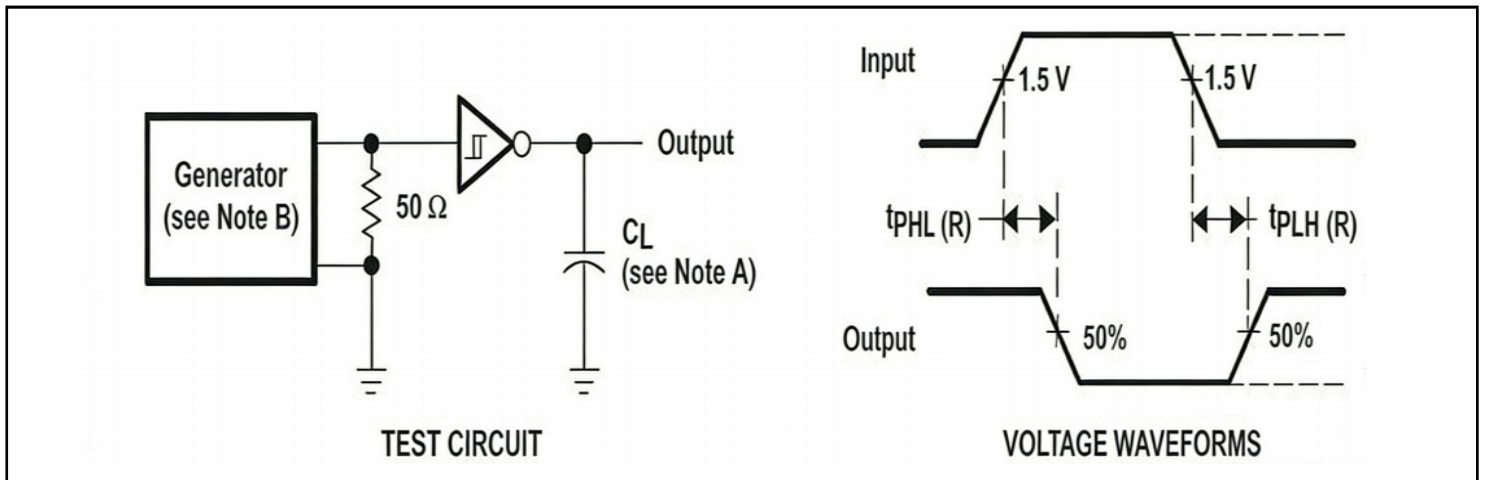 Generator
(see Note B)
50 Ω
Output
CL
(see Note A)
TEST CIRCUIT
Input
1.5 V
1.5 V
tPHL (R)
tPLH (R)
Output
50%
50%
VOLTAGE WAVEFORMS